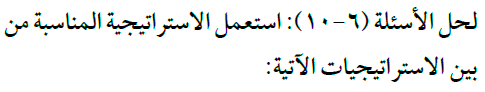 لحل الأسئلة (٦-١٠): استعمل الاستراتيجية المناسبة من
بين الاستراتيجيات الآتية: